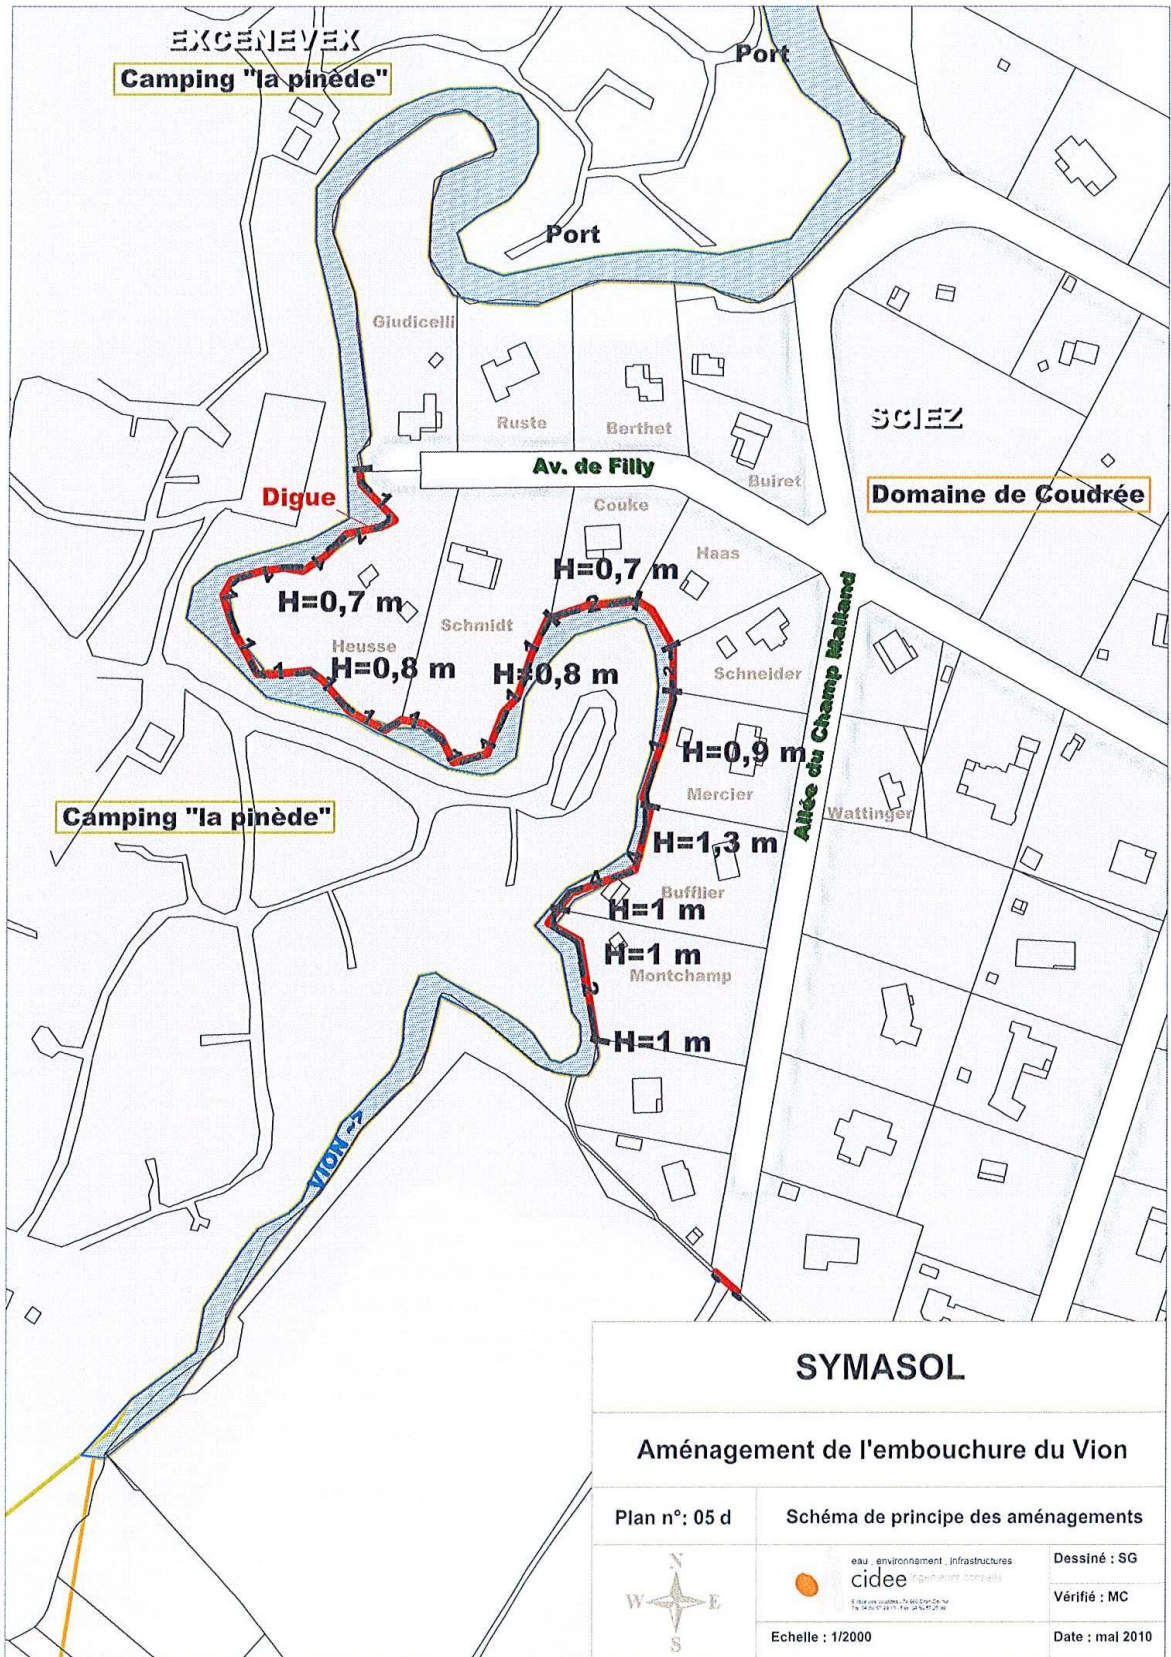 EXCENEVEX
Camping "la pinède"
Port
Port
Giudicelli
Ruste
Berthet
SCIEZ
Av. de Filly
Buiret
Domaine de Coudrée
Digue
Couke
Haas
H=0,7 m
H=0,7 m
Schmidt
Heusse
H=0,8 m
H=0,8 m
Schneider
Allée du Champ Mailand
H=0,9 m
Mercier
Wattinger
Camping "la pinède"
H=1,3 m
Bufflier
H=1 m
H=1 m
Montchamp
H=1 m
VION ->
SYMASOL
Aménagement de l'embouchure du Vion
Plan n°: 05 d
Schéma de principe des aménagements
N
W E
S
eau , environnement , infrastructures
cidee ingénieurs conseils
Dessiné : SG
Vérifié : MC
Echelle : 1/2000
Date : mai 2010